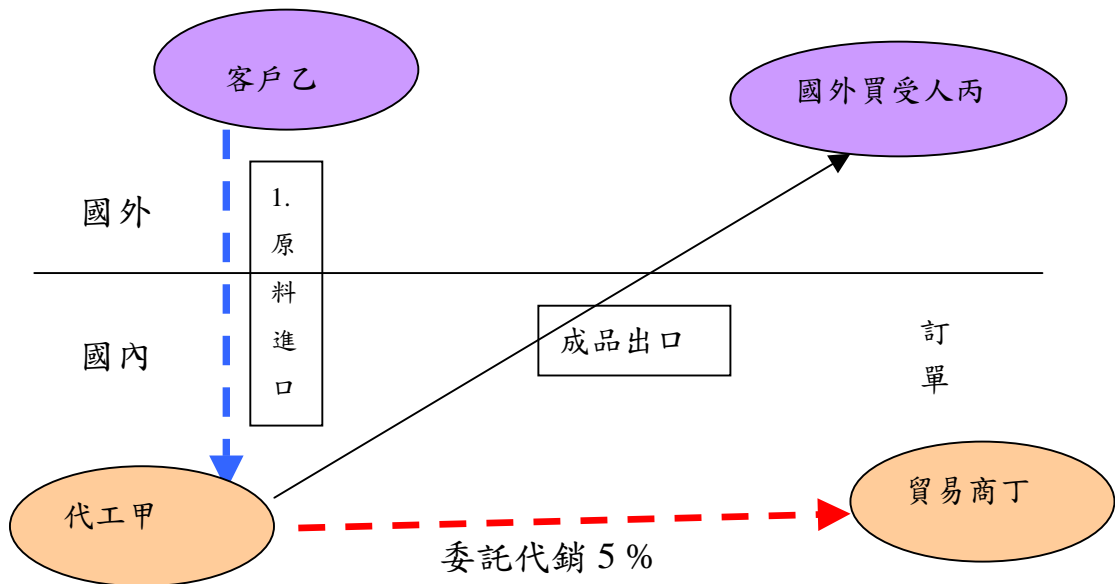 客戶乙
國外買受人丙
國外
1.
原
料
進
口
國內
成品出口
訂
單
代工甲
貿易商丁
委託代銷 5 %